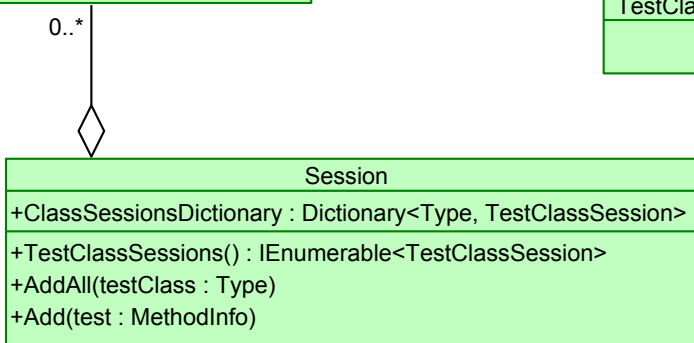 TestCla
0..*
Session
+ClassSessionsDictionary : Dictionary<Type, TestClassSession>
+TestClassSessions() : IEnumerable<TestClassSession>
+AddAll(testClass : Type)
+Add(test : MethodInfo)